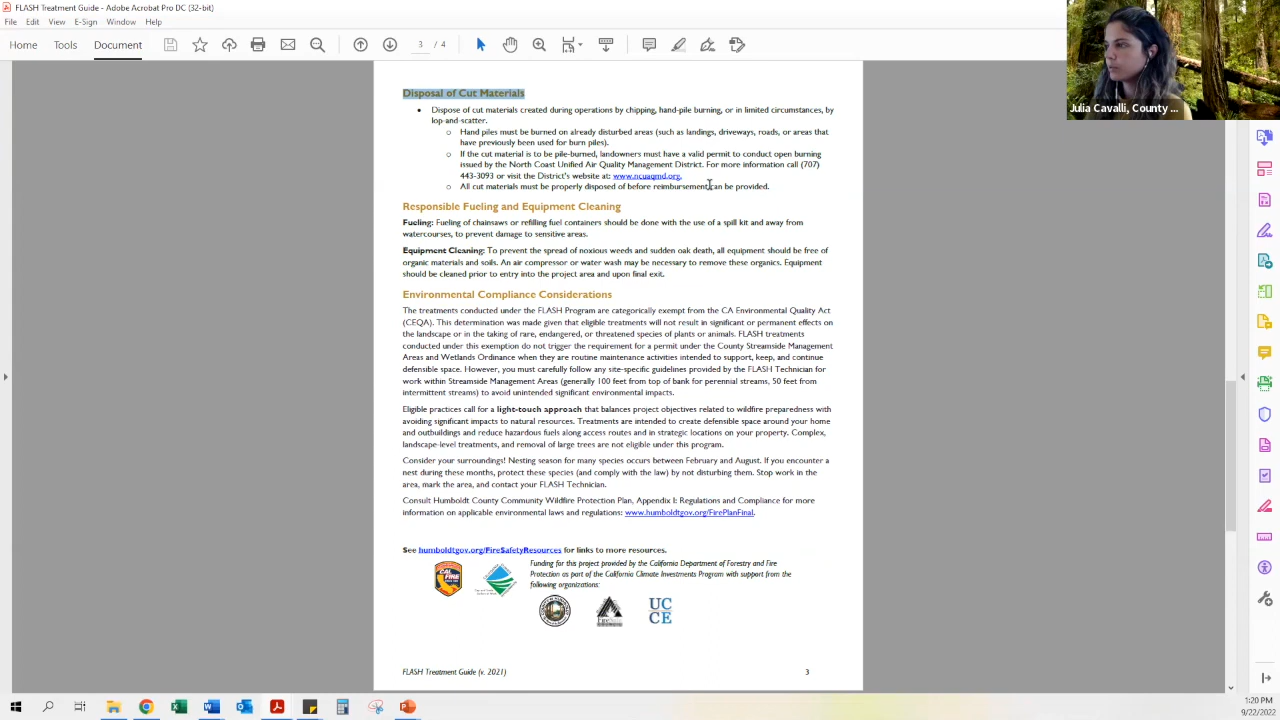 FLASH Treatment Guide - Adobe Acrobat Pro DC (32-bit)
File Edit View E-Sign Window Help
Home Tools Document 3 / 4
Julia Cavalli, County ...
Disposal of Cut Materials
• Dispose of cut materials created during operations by chipping, hand-pile burning, or in limited circumstances, by
lop-and-scatter.
o Hand piles must be burned on already disturbed areas (such as landings, driveways, roads, or areas that
have previously been used for burn piles).
o If the cut material is to be pile-burned, landowners must have a valid permit to conduct open burning
issued by the North Coast Unified Air Quality Management District. For more information call (707)
443-3093 or visit the District's website at: www.ncuaqmd.org.
o All cut materials must be properly disposed of before reimbursement can be provided.
Responsible Fueling and Equipment Cleaning
Fueling: Fueling of chainsaws or refilling fuel containers should be done with the use of a spill kit and away from
watercourses, to prevent damage to sensitive areas.
Equipment Cleaning: To prevent the spread of noxious weeds and sudden oak death, all equipment should be free of
organic materials and soils. An air compressor or water wash may be necessary to remove these organics. Equipment
should be cleaned prior to entry into the project area and upon final exit.
Environmental Compliance Considerations
The treatments conducted under the FLASH Program are categorically exempt from the CA Environmental Quality Act
(CEQA). This determination was made given that eligible treatments will not result in significant or permanent effects on
the landscape or in the taking of rare, endangered, or threatened species of plants or animals. FLASH treatments
conducted under this exemption do not trigger the requirement for a permit under the County Streamside Management
Areas and Wetlands Ordinance when they are routine maintenance activities intended to support, keep, and continue
defensible space. However, you must carefully follow any site-specific guidelines provided by the FLASH Technician for
work within Streamside Management Areas (generally 100 feet from top of bank for perennial streams, 50 feet from
intermittent streams) to avoid unintended significant environmental impacts.
Eligible practices call for a light-touch approach that balances project objectives related to wildfire preparedness with
avoiding significant impacts to natural resources. Treatments are intended to create defensible space around your home
and outbuildings and reduce hazardous fuels along access routes and in strategic locations on your property. Complex,
landscape-level treatments, and removal of large trees are not eligible under this program.
Consider your surroundings! Nesting season for many species occurs between February and August. If you encounter a
nest during these months, protect these species (and comply with the law) by not disturbing them. Stop work in the
area, mark the area, and contact your FLASH Technician.
Consult Humboldt County Community Wildfire Protection Plan, Appendix I: Regulations and Compliance for more
information on applicable environmental laws and regulations: www.humboldtgov.org/FirePlanFinal.
See humboldtgov.org/FireSafetyResources for links to more resources.
Funding for this project provided by the California Department of Forestry and Fire
Protection as part of the California Climate Investments Program with support from the
following organizations:
CAL FIRE
UC
CE
FLASH Treatment Guide (v. 2021)
3
1:20 PM
9/22/2022